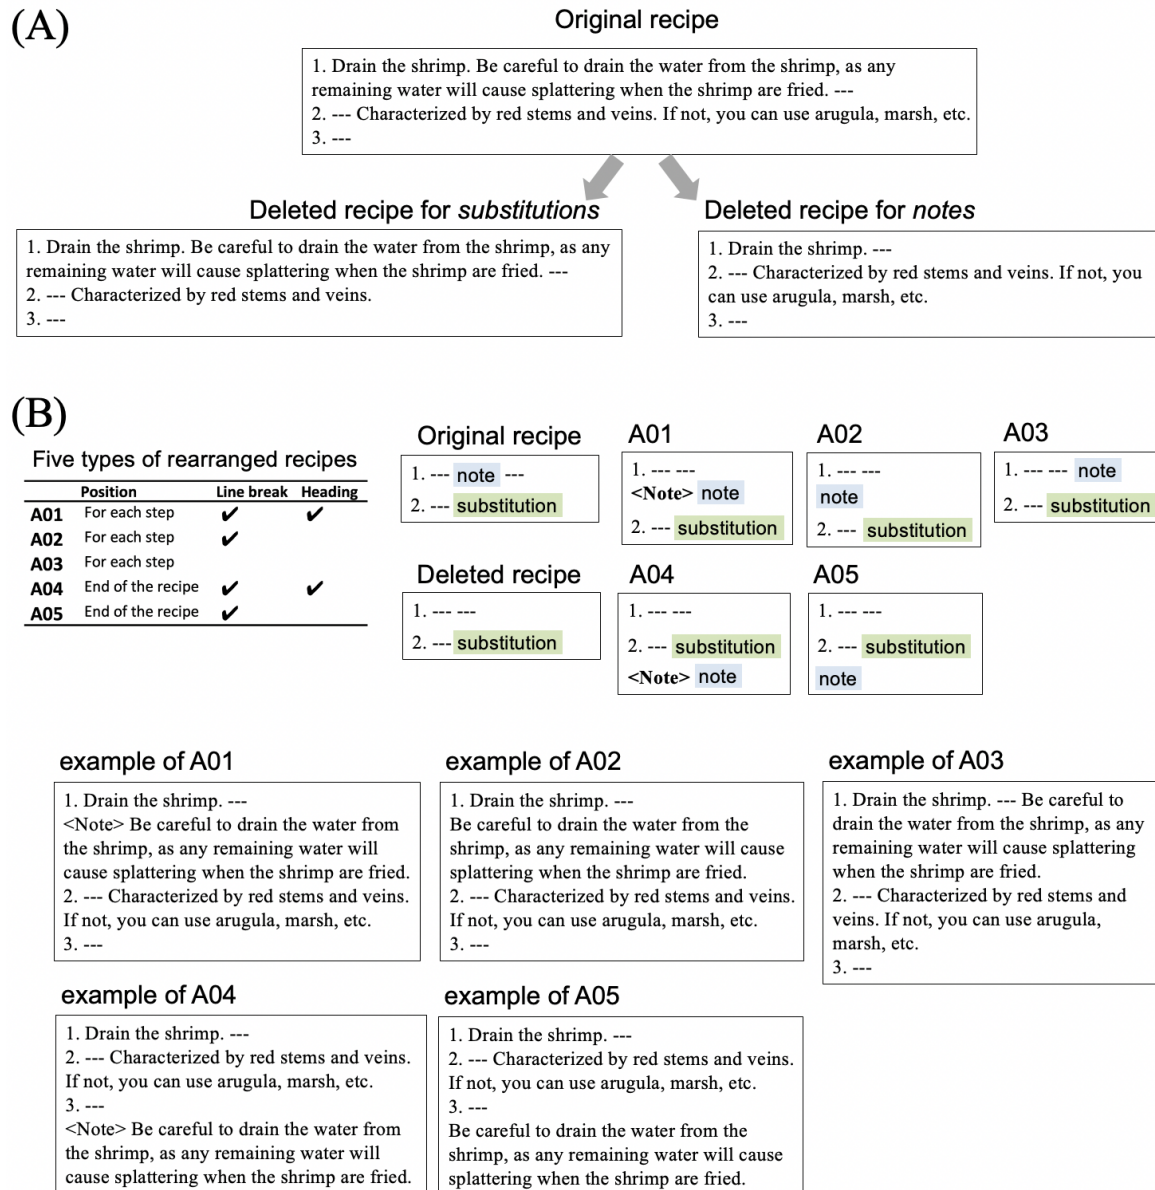 (A)
Original recipe
1. Drain the shrimp. Be careful to drain the water from the shrimp, as any
remaining water will cause splattering when the shrimp are fried. ---
2. --- Characterized by red stems and veins. If not, you can use arugula, marsh, etc.
3. ---
Deleted recipe for substitutions
1. Drain the shrimp. Be careful to drain the water from the shrimp, as any
remaining water will cause splattering when the shrimp are fried. ---
2. --- Characterized by red stems and veins.
3. ---
Deleted recipe for notes
1. Drain the shrimp. ---
2. --- Characterized by red stems and veins. If not, you
can use arugula, marsh, etc.
3. ---
(B)
Five types of rearranged recipes
Position Line break Heading
A01 For each step ✔ ✔
A02 For each step ✔
A03 For each step
A04 End of the recipe ✔ ✔
A05 End of the recipe ✔
Original recipe
1. --- note ---
2. --- substitution
A01
1. --- ---
<Note> note
2. --- substitution
A02
1. --- ---
note
2. --- substitution
A03
1. --- --- note
2. --- substitution
Deleted recipe
1. --- ---
2. --- substitution
A04
1. --- ---
2. --- substitution
<Note> note
A05
1. --- ---
2. --- substitution
note
example of A01
1. Drain the shrimp. ---
<Note> Be careful to drain the water from
the shrimp, as any remaining water will
cause splattering when the shrimp are fried.
2. --- Characterized by red stems and veins.
If not, you can use arugula, marsh, etc.
3. ---
example of A02
1. Drain the shrimp. ---
Be careful to drain the water from the
shrimp, as any remaining water will cause
splattering when the shrimp are fried.
2. --- Characterized by red stems and veins.
If not, you can use arugula, marsh, etc.
3. ---
example of A03
1. Drain the shrimp. --- Be careful to
drain the water from the shrimp, as any
remaining water will cause splattering
when the shrimp are fried.
2. --- Characterized by red stems and
veins. If not, you can use arugula,
marsh, etc.
3. ---
example of A04
1. Drain the shrimp. ---
2. --- Characterized by red stems and veins.
If not, you can use arugula, marsh, etc.
3. ---
<Note> Be careful to drain the water from
the shrimp, as any remaining water will
cause splattering when the shrimp are fried.
example of A05
1. Drain the shrimp. ---
2. --- Characterized by red stems and veins.
If not, you can use arugula, marsh, etc.
3. ---
Be careful to drain the water from the
shrimp, as any remaining water will cause
splattering when the shrimp are fried.